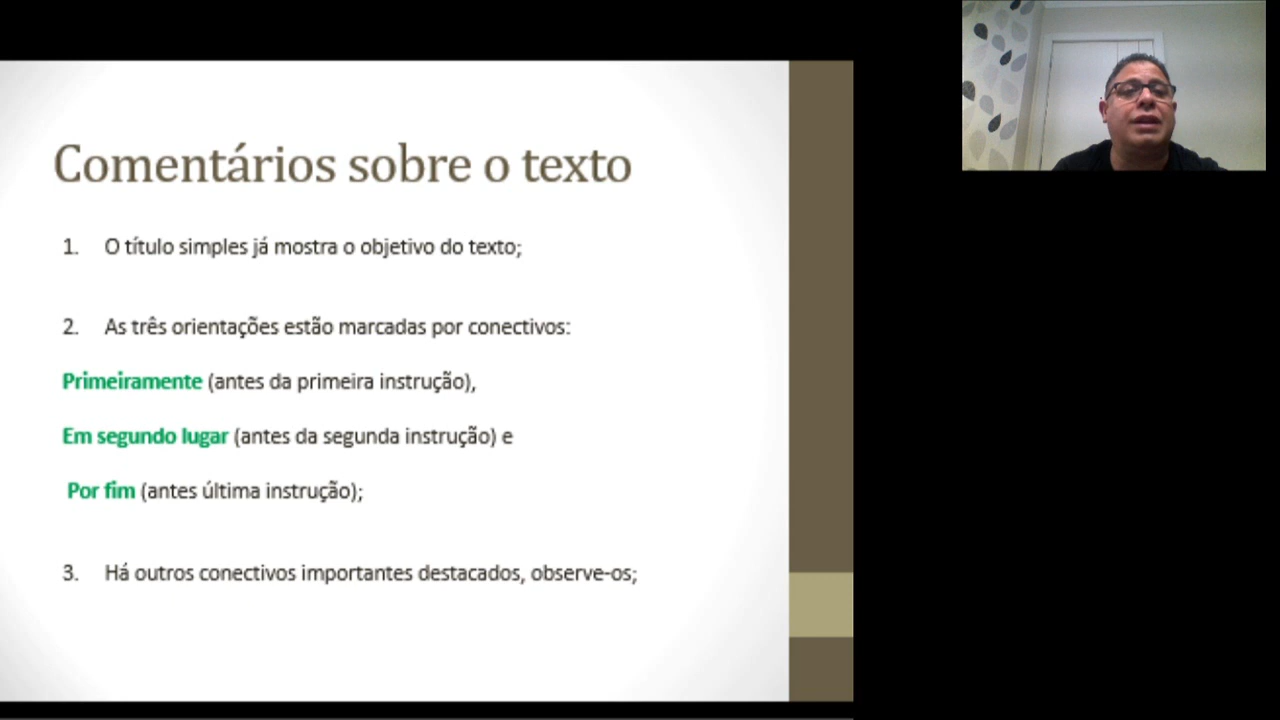 Comentários sobre o texto
1. O título simples já mostra o objetivo do texto;
2. As três orientações estão marcadas por conectivos:
Primeiramente (antes da primeira instrução),
Em segundo lugar (antes da segunda instrução) e
Por fim (antes última instrução);
3. Há outros conectivos importantes destacados, observe-os;